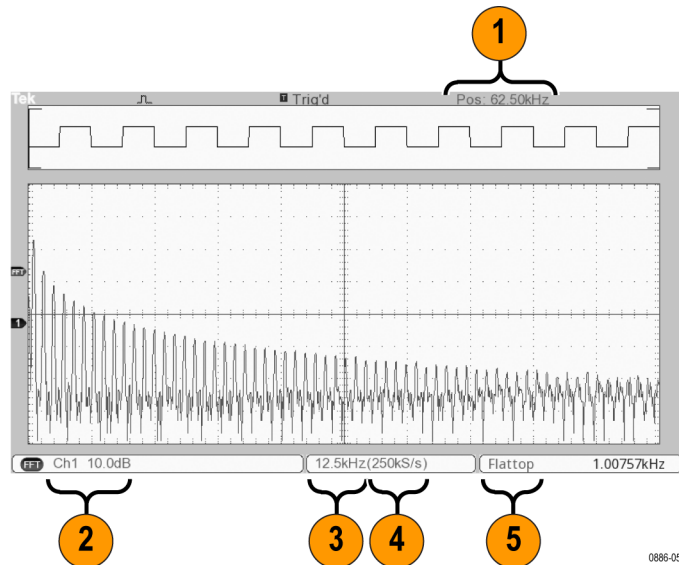 1
Tek
T Trig'd
Pos: 62.50kHz
FFT
1
FFT Ch1 10.0dB
12.5kHz(250kS/s)
Flattop 1.00757kHz
2
3
4
5
0886-05